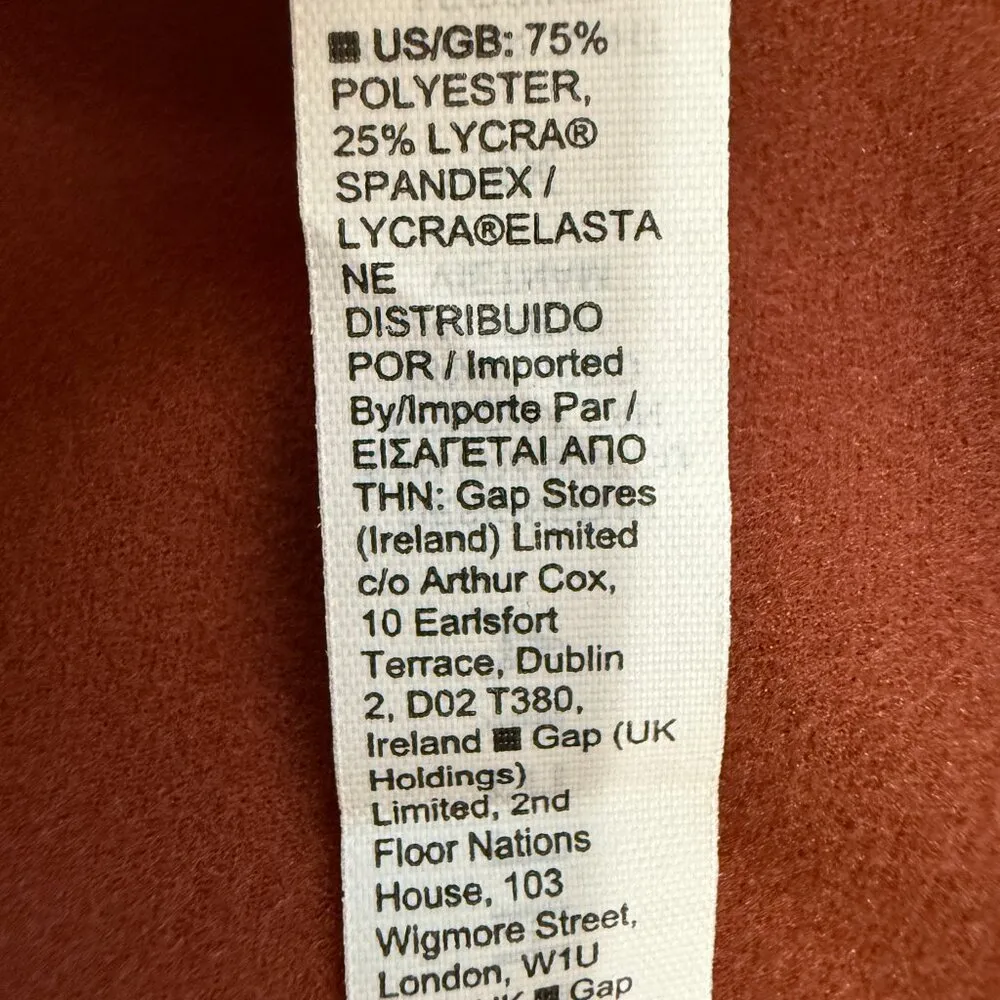 ■ US/GB: 75%
POLYESTER,
25% LYCRA®
SPANDEX /
LYCRA®ELASTA
NE
DISTRIBUIDO
POR / Imported
By/Importe Par /
ΕΙΣΑΓΕΤΑΙ ΑΠΟ
ΤΗΝ: Gap Stores
(Ireland) Limited
c/o Arthur Cox,
10 Earlsfort
Terrace, Dublin
2, D02 T380,
Ireland ■ Gap (UK
Holdings)
Limited, 2nd
Floor Nations
House, 103
Wigmore Street,
London, W1U
■ Gap